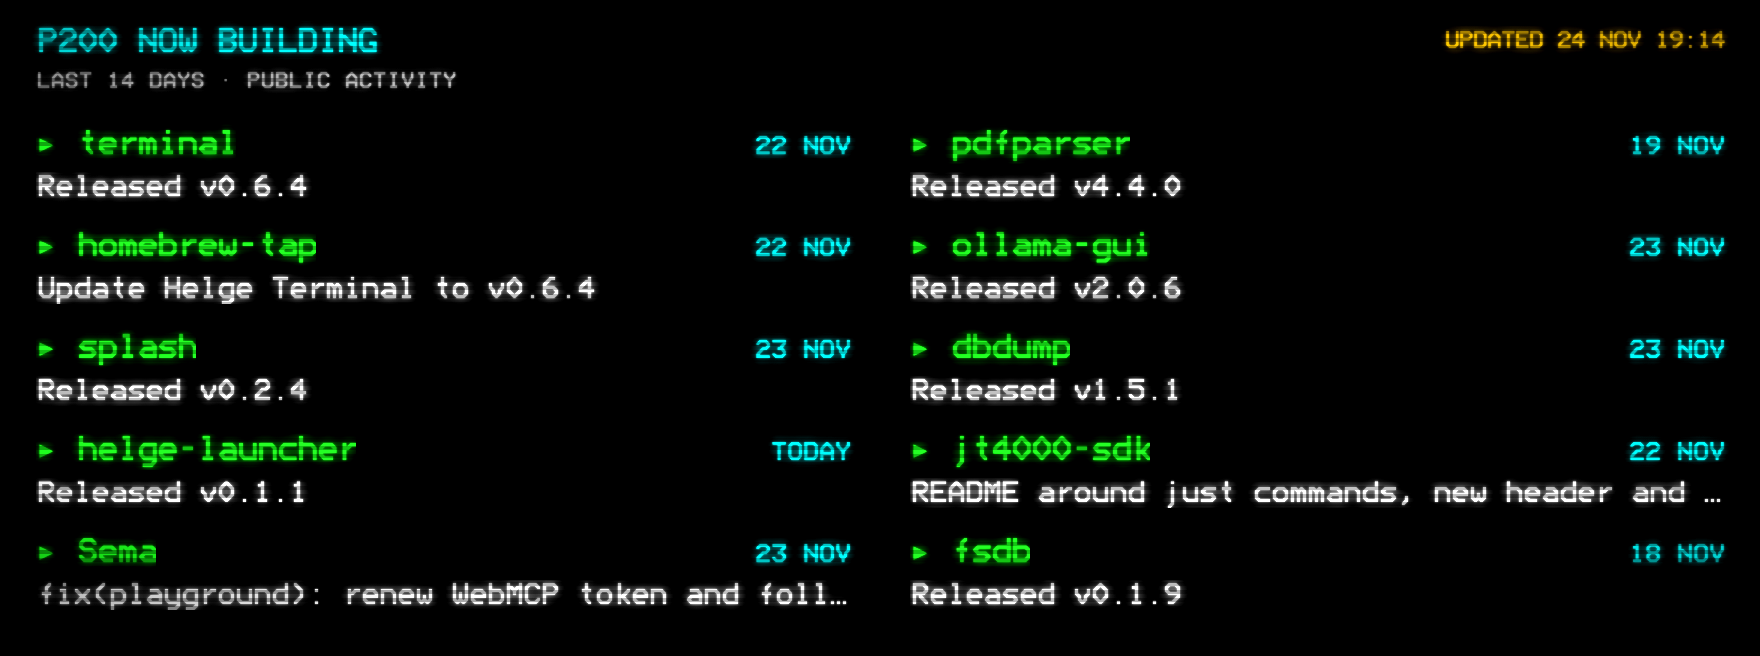 P200 NOW BUILDING
UPDATED 24 NOV 19:14
LAST 14 DAYS · PUBLIC ACTIVITY
▸ terminal 22 NOV
Released v0.6.4
▸ homebrew-tap 22 NOV
Update Helge Terminal to v0.6.4
▸ splash 23 NOV
Released v0.2.4
▸ helge-launcher TODAY
Released v0.1.1
▸ Sema 23 NOV
fix(playground): renew WebMCP token and foll…
▸ pdfparser 19 NOV
Released v4.4.0
▸ ollama-gui 23 NOV
Released v2.0.6
▸ dbdump 23 NOV
Released v1.5.1
▸ jt4000-sdk 22 NOV
README around just commands, new header and …
▸ fsdb 18 NOV
Released v0.1.9